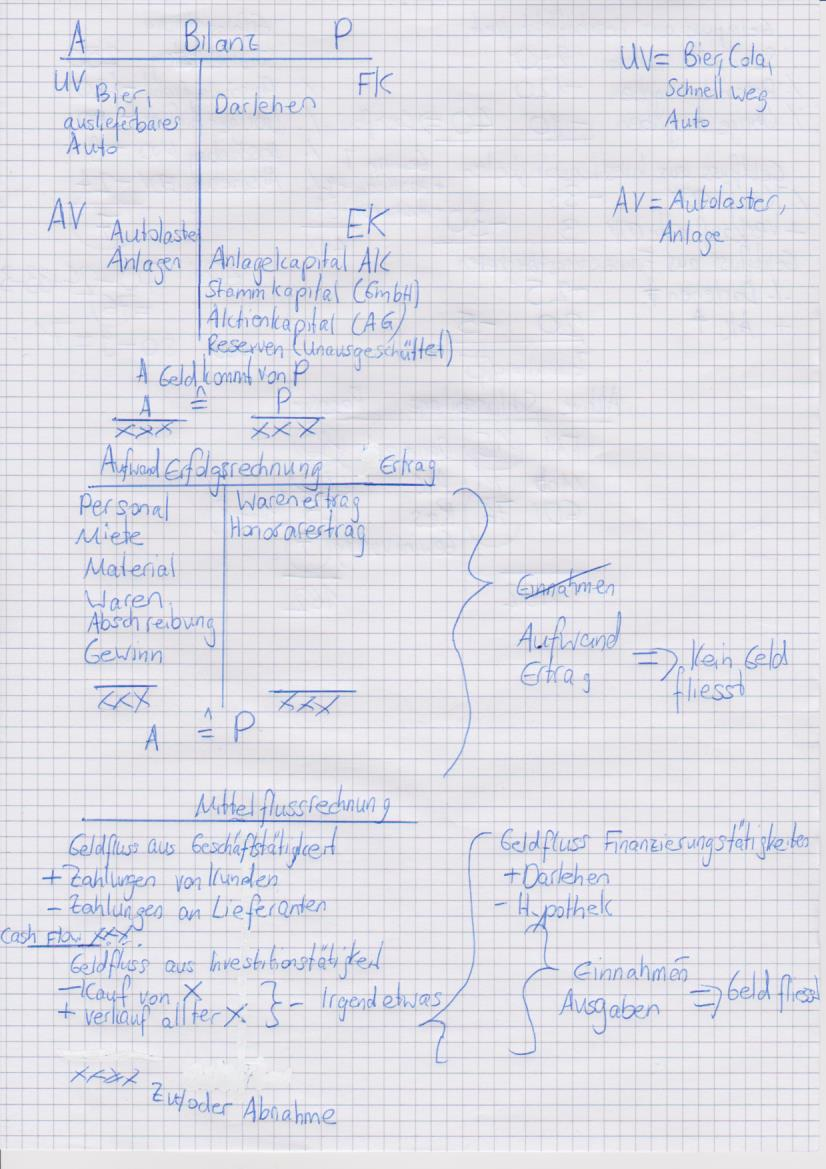 A Bilanz P
UV
Bier,
auslieferbares
Auto
FK
Darlehen
UV = Bier, Cola,
Schnell weg
Auto
AV
Autolaster
Anlagen
EK
Anlagekapital AK
Stammkapital (GmbH)
Aktienkapital (AG)
Reserven (Unausgeschüttet)
AV = Autolaster,
Anlage
A Geld kommt von P
A ≙ P
XXX XXX
Aufwand Erfolgsrechnung Ertrag
Personal
Miete
Material
Waren
Abschreibung
Gewinn
XXX
Warenertrag
Honorarestrag
XXX
A ≙ P
Einnahmen
Aufwand
Ertrag
=> Kein Geld
fliesst
Mittelflussrechnung
Geldfluss aus Geschäftstätigkeit
+ Zahlungen von Kunden
- Zahlungen an Lieferanten
Cash Flow XXX
Geldfluss aus Investitionstätigkeit
- Kauf von X
+ verkauf allter X
} - Irgendetwas
XXXX
Zu/oder Abnahme
Geldfluss Finanzierungstätigkeiten
+ Darlehen
- Hypothek
Einnahmen
Ausgaben
=> Geld fliesst